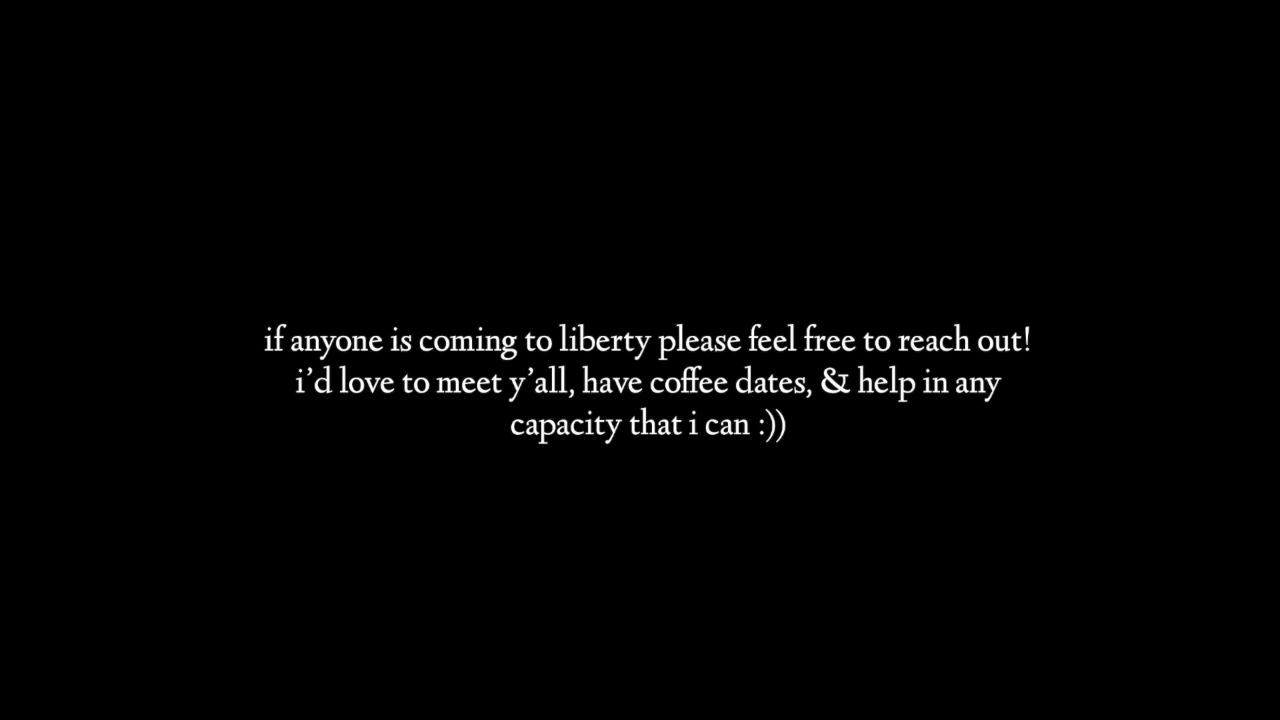 if anyone is coming to liberty please feel free to reach out!
i’d love to meet y’all, have coffee dates, & help in any
capacity that i can :))